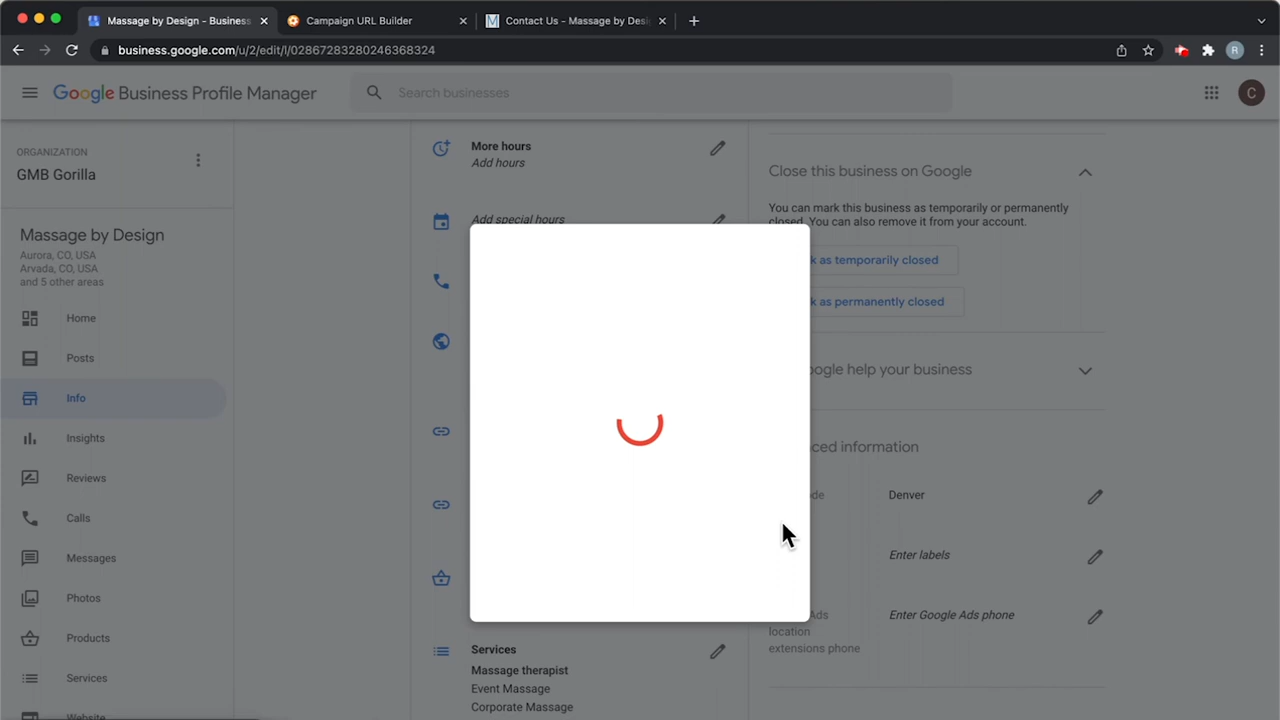 Massage by Design - Business
Campaign URL Builder
Contact Us - Massage by Desi
business.google.com/u/2/edit/l/02867283280246368324
R
Google Business Profile Manager
Search businesses
C
ORGANIZATION
GMB Gorilla
Massage by Design
Aurora, CO, USA
Arvada, CO, USA
and 5 other areas
Home
Posts
Info
Insights
Reviews
Calls
Messages
Photos
Products
Services
Website
More hours
Add hours
Add special hours
Services
Massage therapist
Event Massage
Corporate Massage
Close this business on Google
You can mark this business as temporarily or permanently
closed. You can also remove it from your account.
k as temporarily closed
k as permanently closed
oogle help your business
nced information
ode
Denver
Enter labels
Ads
location
extensions phone
Enter Google Ads phone